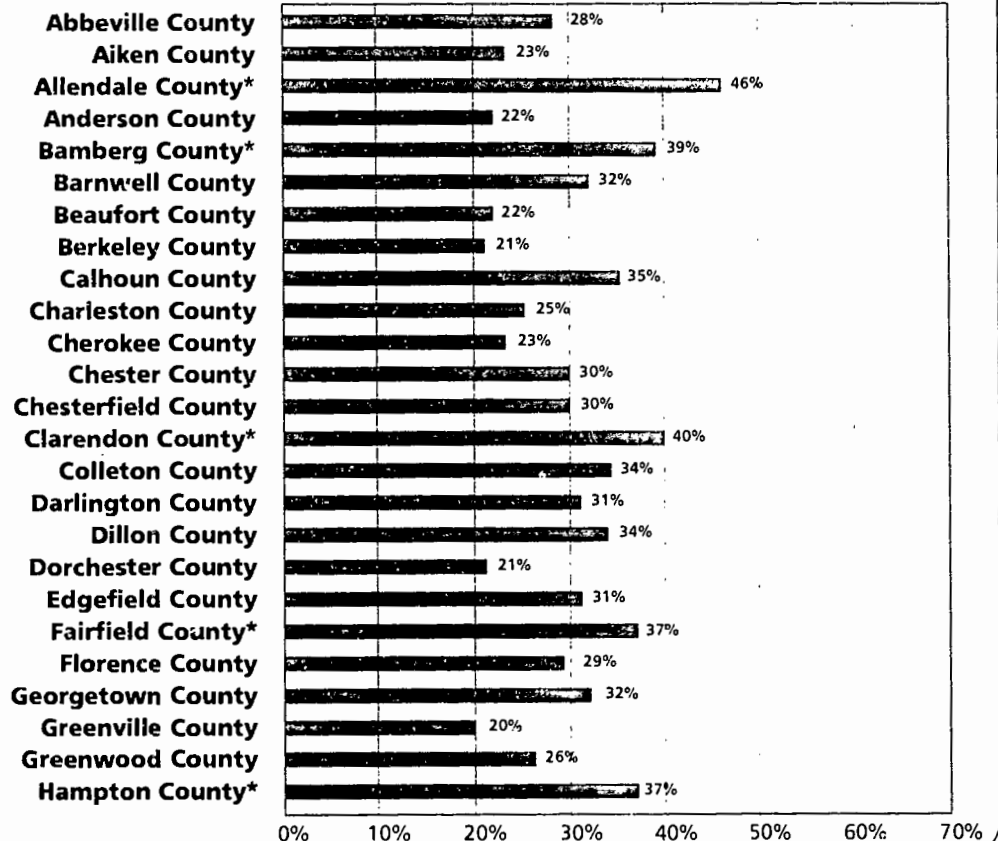 Abbeville County 28%
Aiken County 23%
Allendale County* 46%
Anderson County 22%
Bamberg County* 39%
Barnwell County 32%
Beaufort County 22%
Berkeley County 21%
Calhoun County 35%
Charleston County 25%
Cherokee County 23%
Chester County 30%
Chesterfield County 30%
Clarendon County* 40%
Colleton County 34%
Darlington County 31%
Dillon County 34%
Dorchester County 21%
Edgefield County 31%
Fairfield County* 37%
Florence County 29%
Georgetown County 32%
Greenville County 20%
Greenwood County 26%
Hampton County* 37%
0% 10% 20% 30% 40% 50% 60% 70%